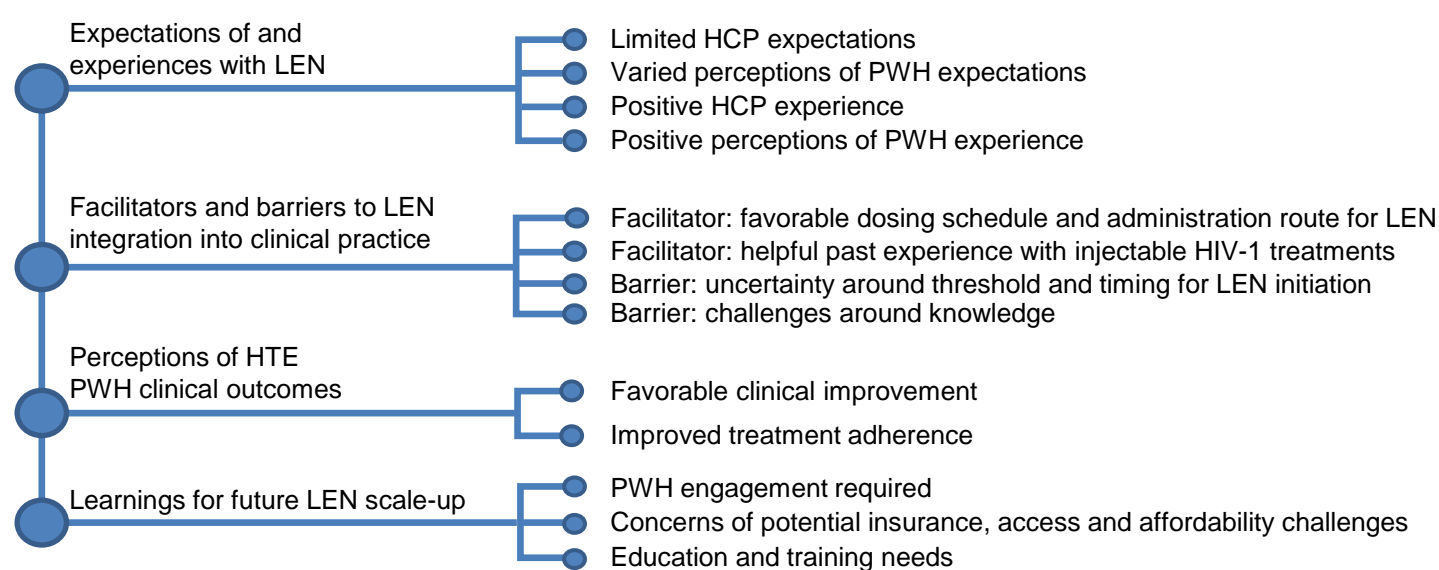 Expectations of and
experiences with LEN
Limited HCP expectations
Varied perceptions of PWH expectations
Positive HCP experience
Positive perceptions of PWH experience
Facilitators and barriers to LEN
integration into clinical practice
Facilitator: favorable dosing schedule and administration route for LEN
Facilitator: helpful past experience with injectable HIV-1 treatments
Barrier: uncertainty around threshold and timing for LEN initiation
Barrier: challenges around knowledge
Perceptions of HTE
PWH clinical outcomes
Favorable clinical improvement
Improved treatment adherence
Learnings for future LEN scale-up
PWH engagement required
Concerns of potential insurance, access and affordability challenges
Education and training needs